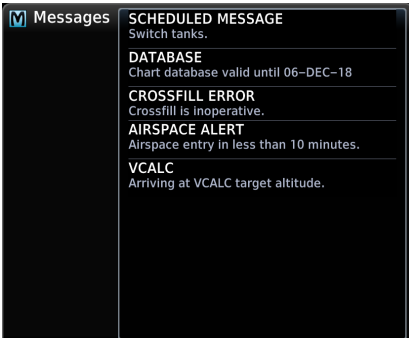 Messages
SCHEDULED MESSAGE
Switch tanks.
DATABASE
Chart database valid until 06-DEC-18
CROSSFILL ERROR
Crossfill is inoperative.
AIRSPACE ALERT
Airspace entry in less than 10 minutes.
VCALC
Arriving at VCALC target altitude.